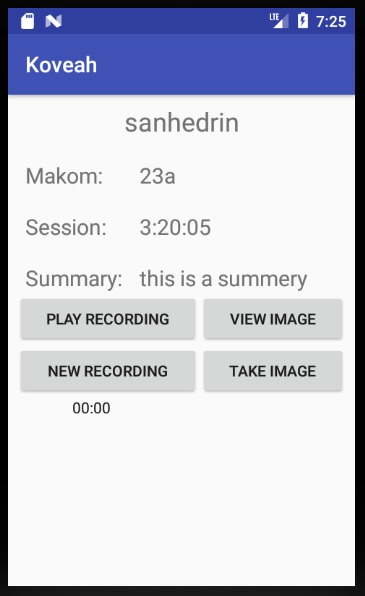 LTE 7:25
Koveah
sanhedrin
Makom: 23a
Session: 3:20:05
Summary: this is a summery
PLAY RECORDING VIEW IMAGE
NEW RECORDING TAKE IMAGE
00:00